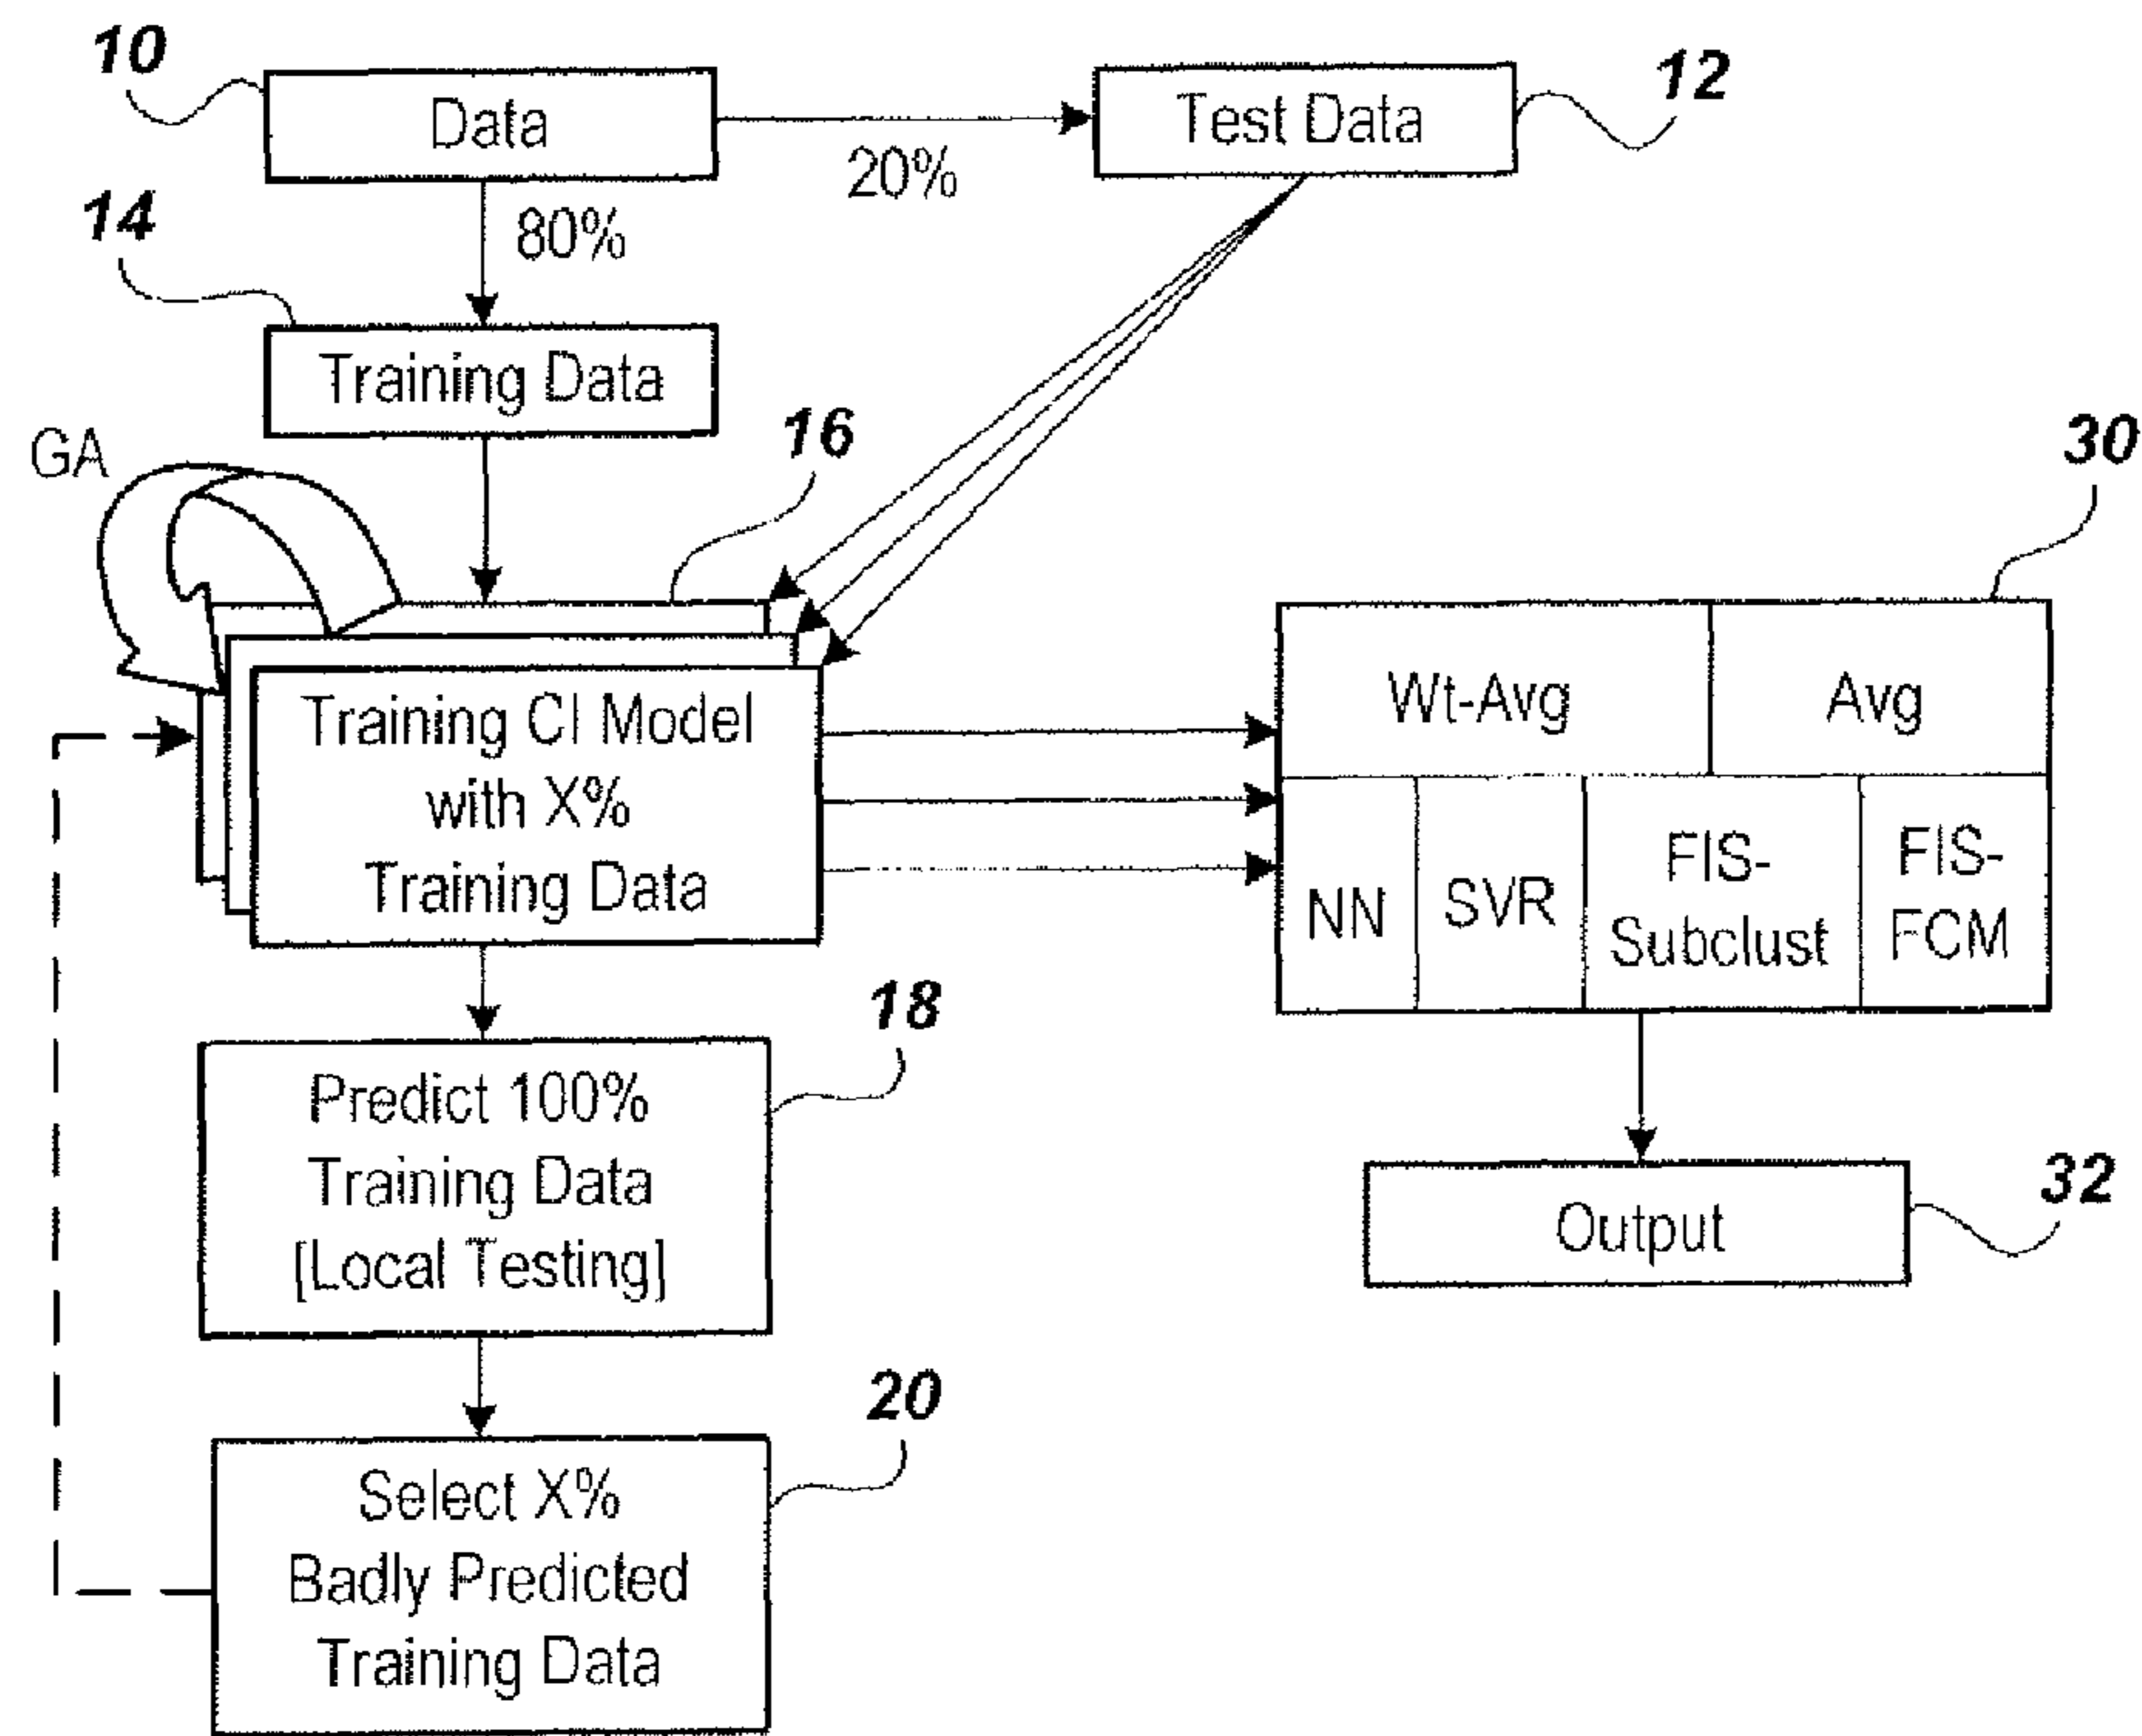 10
Data
20%
Test Data
12
14
80%
Training Data
GA
16
Training CI Model
with X%
Training Data
30
Wt-Avg
Avg
NN
SVR
FIS-
Subclust
FIS-
FCM
18
Predict 100%
Training Data
[Local Testing]
32
Output
20
Select X%
Badly Predicted
Training Data